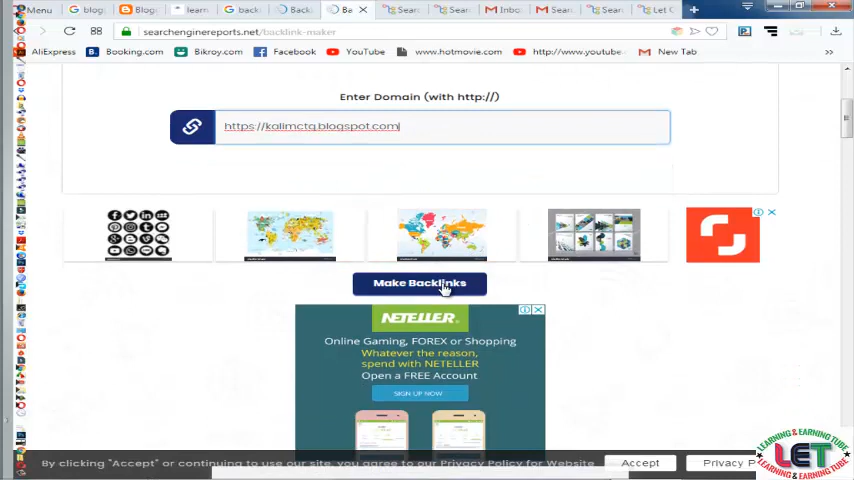 Menu
blog
Blog
learn
back
Back
Ba
Sear
Sear
Inbo
Sear
Sear
Let C
searchenginereports.net/backlink-maker
AliExpress
Booking.com
Bikroy.com
Facebook
YouTube
www.hotmovie.com
http://www.youtube
New Tab
Enter Domain (with http://)
https://kalimctg.blogspot.com
Make Backlinks
NETELLER.
Online Gaming, FOREX or Shopping
Whatever the reason,
spend with NETELLER
Open a FREE Account
SIGN UP NOW
By clicking "Accept" or continuing to use our site, you agree to our Privacy Policy for Website
Accept
Privacy P
LEARNING & EARNING TUBE
LET
LEARNING & EARNING TUBE